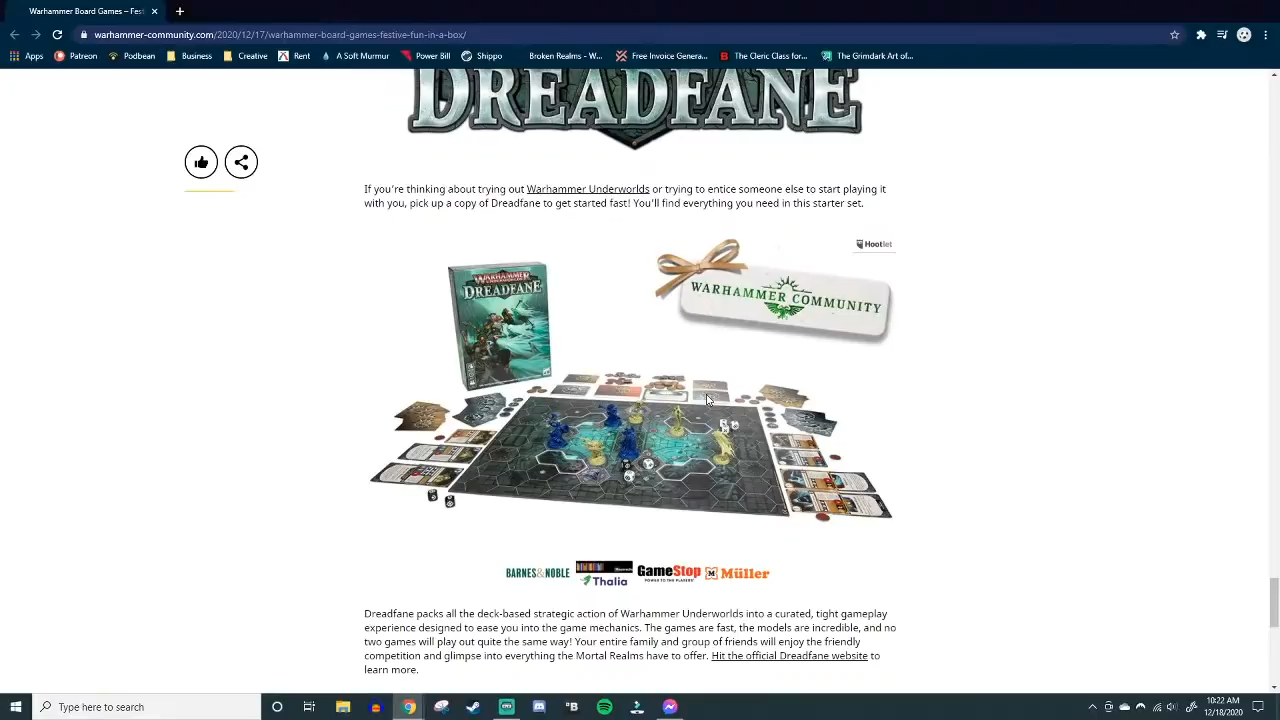 Warhammer Board Games – Fest
warhammer-community.com/2020/12/17/warhammer-board-games-festive-fun-in-a-box/
Apps Patreon Podbean Business Creative Rent A Soft Murmur Power Bill Shippo Broken Realms - W... Free Invoice Genera... The Cleric Class for... The Grimdark Art of...
DREADFANE
If you're thinking about trying out Warhammer Underworlds or trying to entice someone else to start playing it
with you, pick up a copy of Dreadfane to get started fast! You'll find everything you need in this starter set.
Hootlet
WARHAMMER COMMUNITY
WARHAMMER
DREADFANE
BARNES & NOBLE Thalia GameStop POWER TO THE PLAYERS Müller
Dreadfane packs all the deck-based strategic action of Warhammer Underworlds into a curated, tight gameplay
experience designed to ease you into the game mechanics. The games are fast, the models are incredible, and no
two games will play out quite the same way! Your entire family and group of friends will enjoy the friendly
competition and glimpse into everything the Mortal Realms have to offer. Hit the official Dreadfane website to
learn more.
Type here to search
10:22 AM
12/18/2020